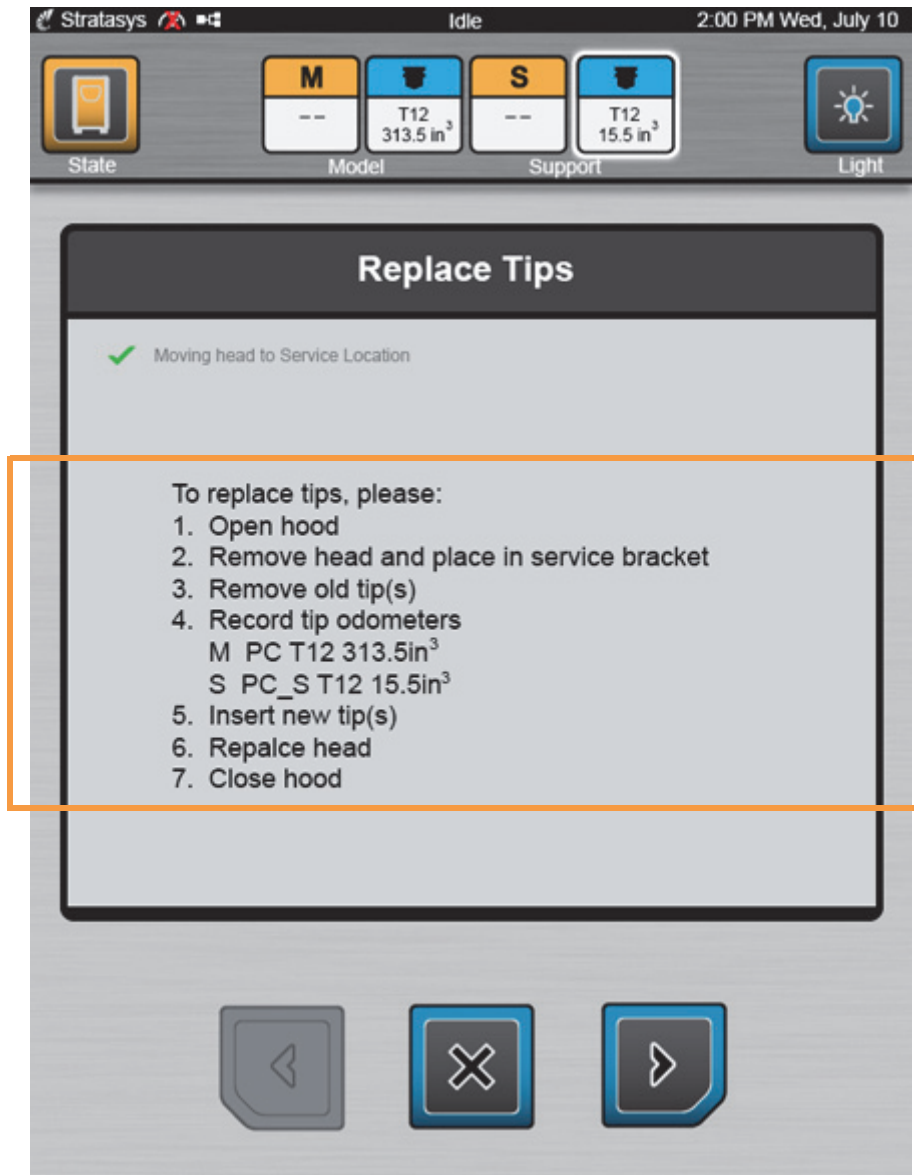 Stratasys Idle 2:00 PM Wed, July 10
M S
-- T12 -- T12
313.5 in³ 15.5 in³
State Model Support Light
Replace Tips
Moving head to Service Location
To replace tips, please:
1. Open hood
2. Remove head and place in service bracket
3. Remove old tip(s)
4. Record tip odometers
M PC T12 313.5in³
S PC_S T12 15.5in³
5. Insert new tip(s)
6. Repalce head
7. Close hood